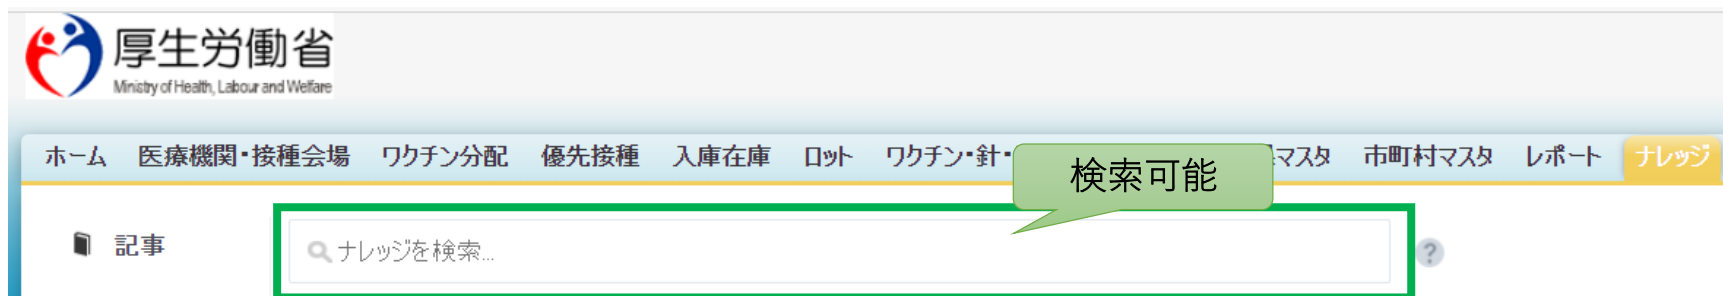 厚生労働省
Ministry of Health, Labour and Welfare
ホーム 医療機関・接種会場 ワクチン分配 優先接種 入庫在庫 ロット ワクチン・針・ マスタ 市町村マスタ レポート ナレッジ
検索可能
記事 ナレッジを検索... ?